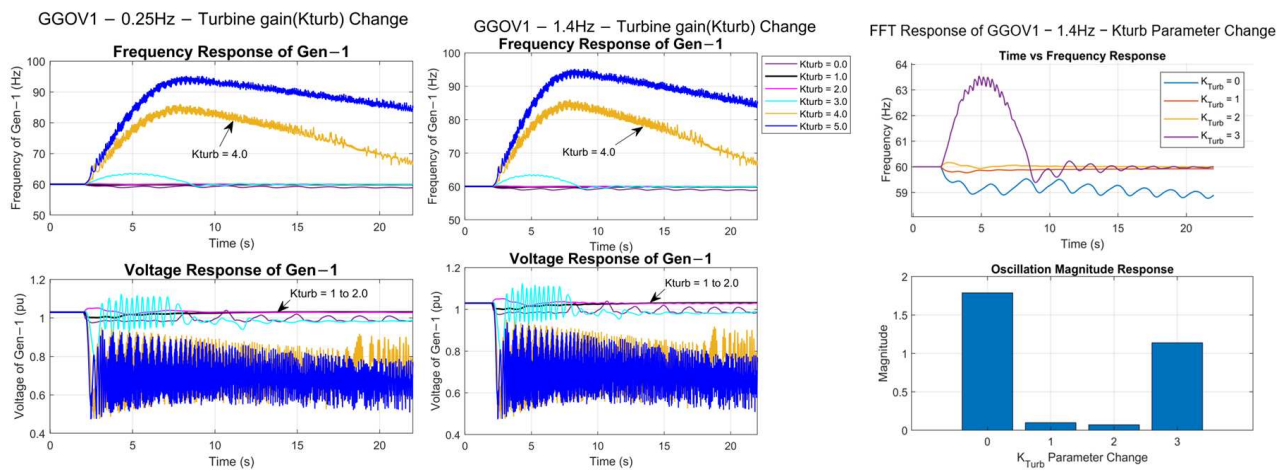 GGOV1 − 0.25Hz − Turbine gain(Kturb) Change
Frequency Response of Gen−1
Frequency of Gen−1 (Hz)
100
90
80
70
60
50
Kturb = 4.0
0 5 10 15 20
Time (s)
Voltage Response of Gen−1
Voltage of Gen−1 (pu)
1.2
1
0.8
0.6
0.4
Kturb = 1 to 2.0
0 5 10 15 20
Time (s)
GGOV1 − 1.4Hz − Turbine gain(Kturb) Change
Frequency Response of Gen−1
Frequency of Gen−1 (Hz)
100
90
80
70
60
50
Kturb = 4.0
0 5 10 15 20
Time (s)
Kturb = 0.0
Kturb = 1.0
Kturb = 2.0
Kturb = 3.0
Kturb = 4.0
Kturb = 5.0
Voltage Response of Gen−1
Voltage of Gen−1 (pu)
1.2
1
0.8
0.6
0.4
Kturb = 1 to 2.0
0 5 10 15 20
Time (s)
FFT Response of GGOV1 − 1.4Hz − Kturb Parameter Change
Time vs Frequency Response
Frequency (Hz)
64
63
62
61
60
59
K_Turb = 0
K_Turb = 1
K_Turb = 2
K_Turb = 3
0 5 10 15 20
Time (s)
Oscillation Magnitude Response
Magnitude
2
1.5
1
0.5
0
0 1 2 3
K_Turb Parameter Change